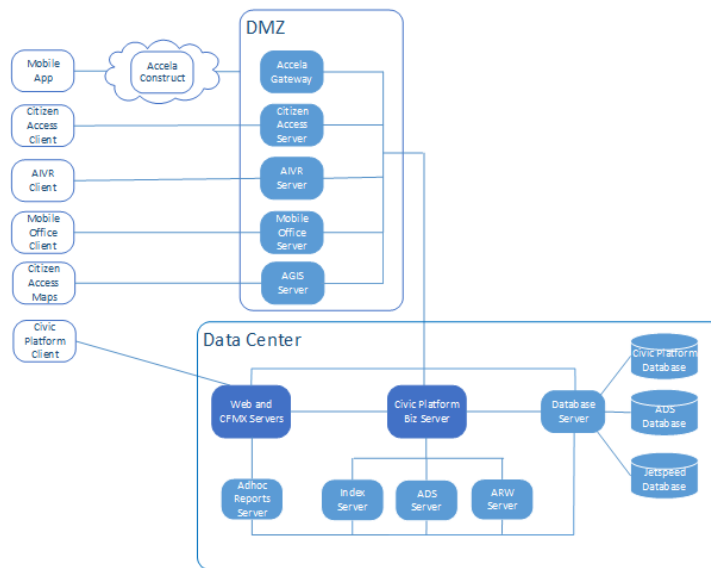 DMZ
Mobile
App
Accela
Construct
Accela
Gateway
Citizen
Access
Client
Citizen
Access
Server
AIVR
Client
AIVR
Server
Mobile
Office
Client
Mobile
Office
Server
Citizen
Access
Maps
AGIS
Server
Civic
Platform
Client
Data Center
Civic Platform
Database
Web and
CFMX Servers
Civic Platform
Biz Server
Database
Server
ADS
Database
Adhoc
Reports
Server
Index
Server
ADS
Server
ARW
Server
Jetspeed
Database